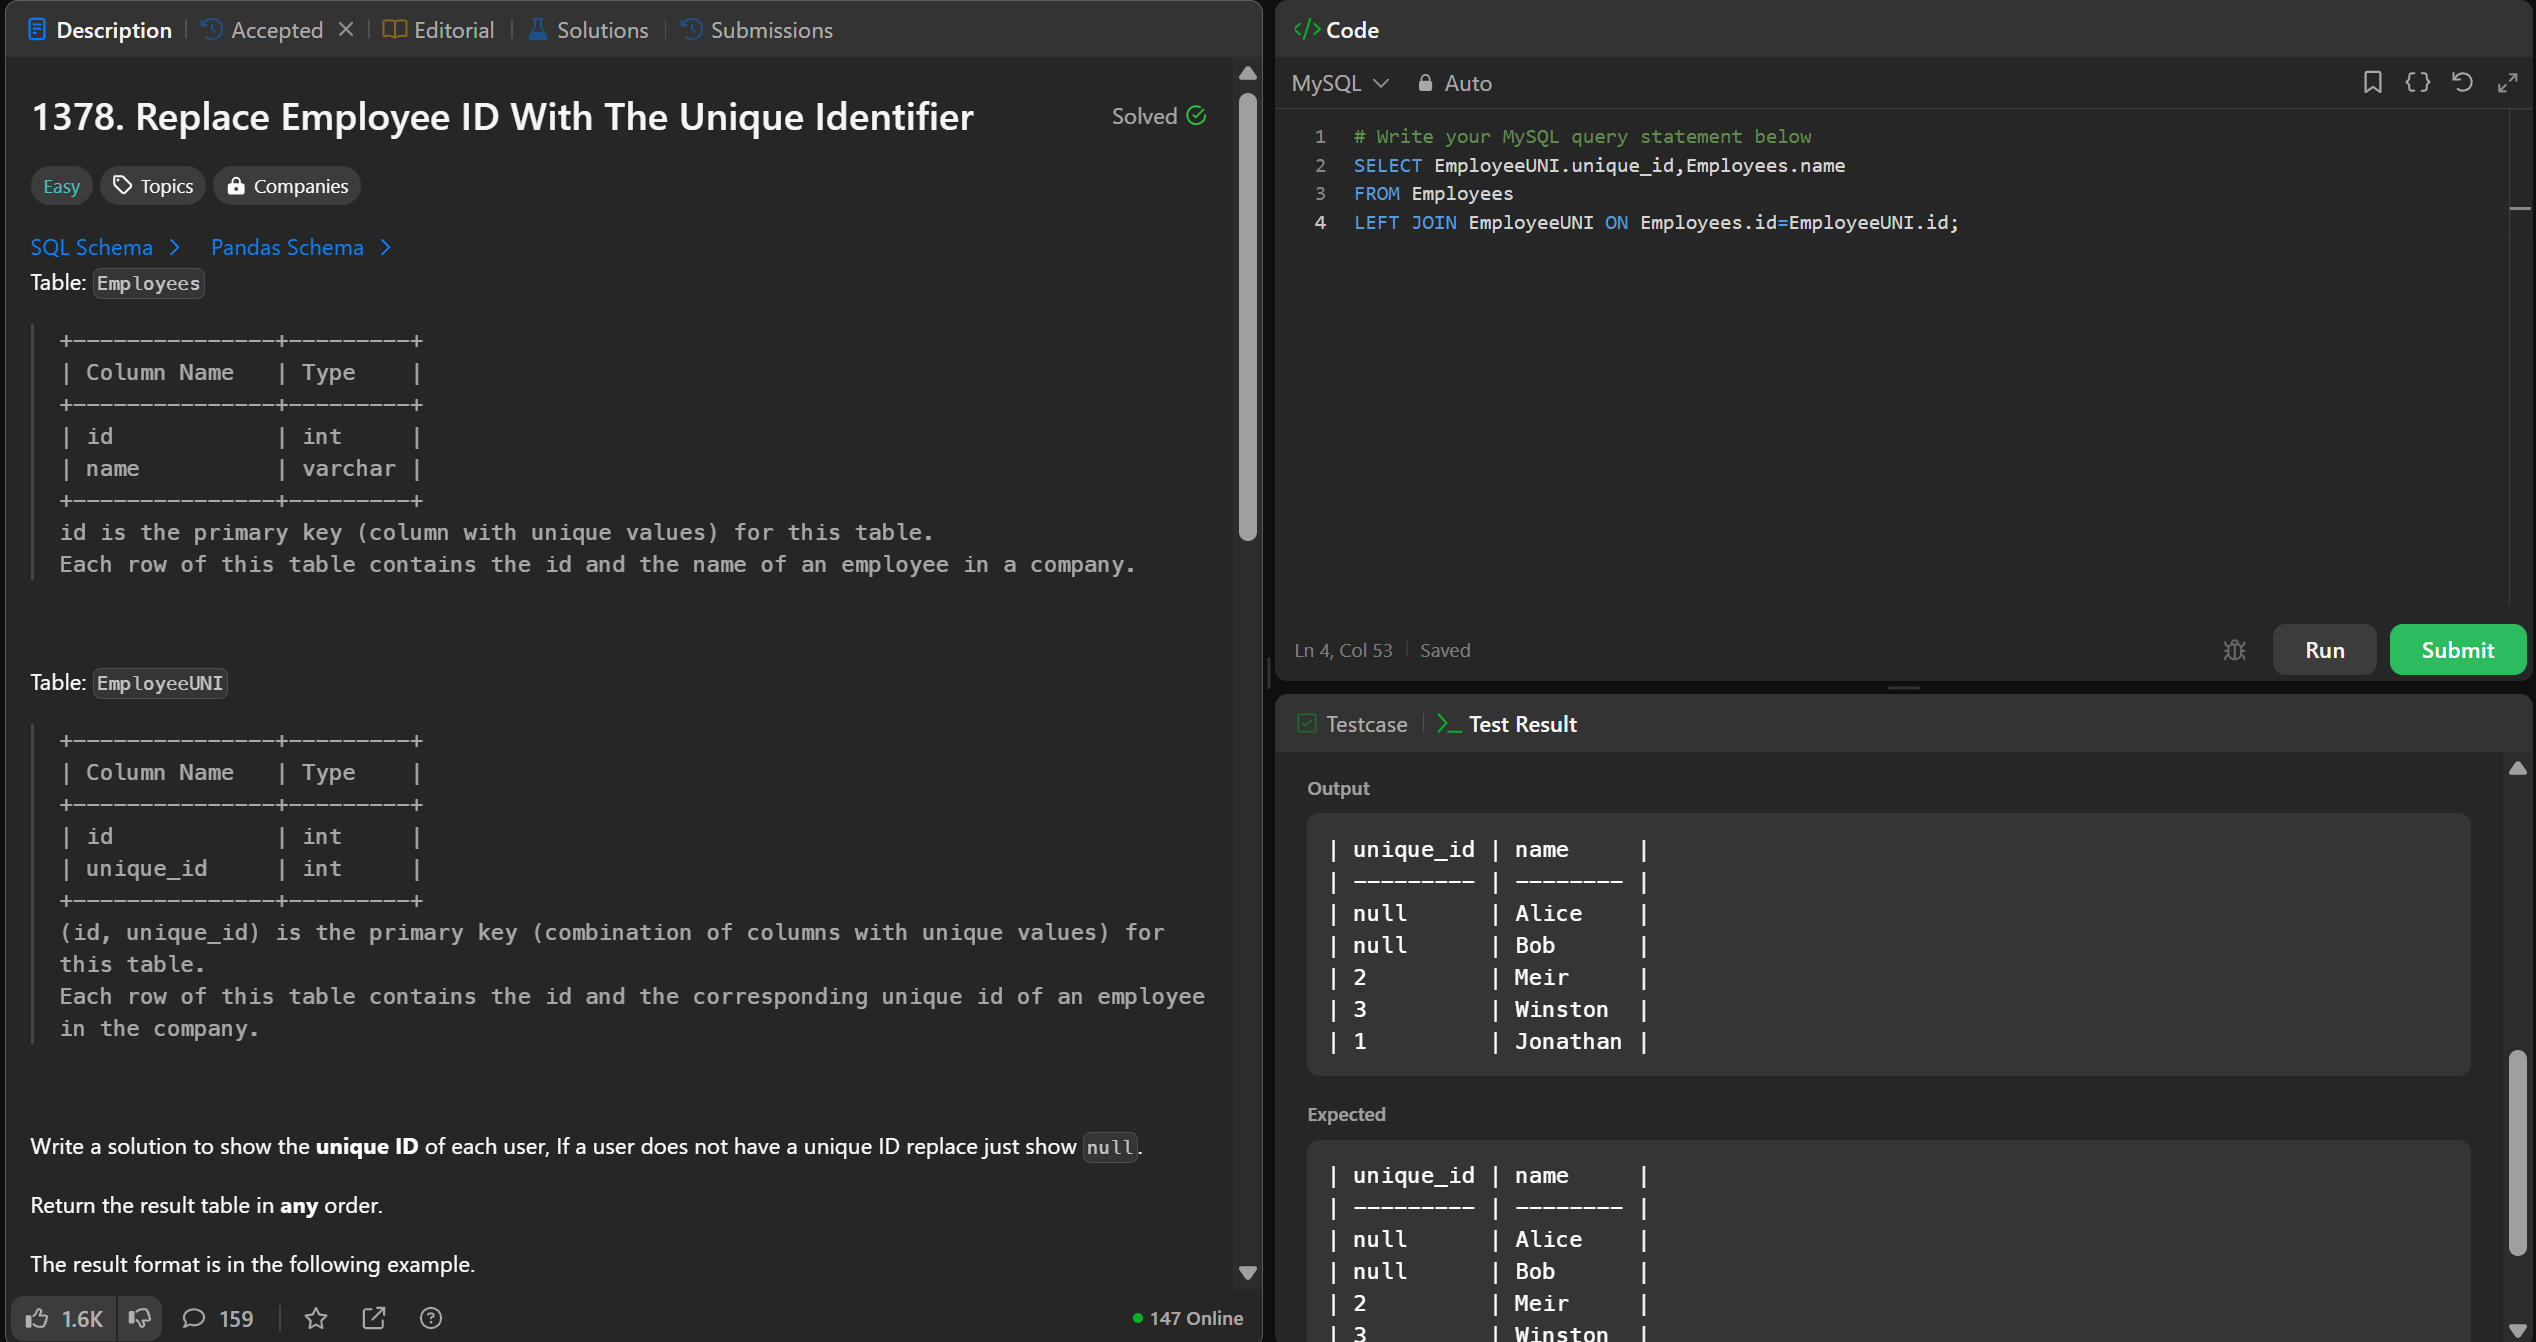 Description | Accepted × | Editorial | Solutions | Submissions
1378. Replace Employee ID With The Unique Identifier
Solved
Easy Topics Companies
SQL Schema > Pandas Schema >
Table: Employees
+---------------+---------+
| Column Name   | Type    |
+---------------+---------+
| id            | int     |
| name          | varchar |
+---------------+---------+
id is the primary key (column with unique values) for this table.
Each row of this table contains the id and the name of an employee in a company.
Table: EmployeeUNI
+---------------+---------+
| Column Name   | Type    |
+---------------+---------+
| id            | int     |
| unique_id     | int     |
+---------------+---------+
(id, unique_id) is the primary key (combination of columns with unique values) for
this table.
Each row of this table contains the id and the corresponding unique id of an employee
in the company.
Write a solution to show the unique ID of each user, If a user does not have a unique ID replace just show null.
Return the result table in any order.
The result format is in the following example.
1.6K 159
147 Online
</> Code
MySQL Auto
1 # Write your MySQL query statement below
2 SELECT EmployeeUNI.unique_id,Employees.name
3 FROM Employees
4 LEFT JOIN EmployeeUNI ON Employees.id=EmployeeUNI.id;
Ln 4, Col 53 | Saved
Run Submit
Testcase | >_ Test Result
Output
| unique_id | name     |
| --------- | -------- |
| null      | Alice    |
| null      | Bob      |
| 2         | Meir     |
| 3         | Winston  |
| 1         | Jonathan |
Expected
| unique_id | name     |
| --------- | -------- |
| null      | Alice    |
| null      | Bob      |
| 2         | Meir     |
| 3         | Winston  |